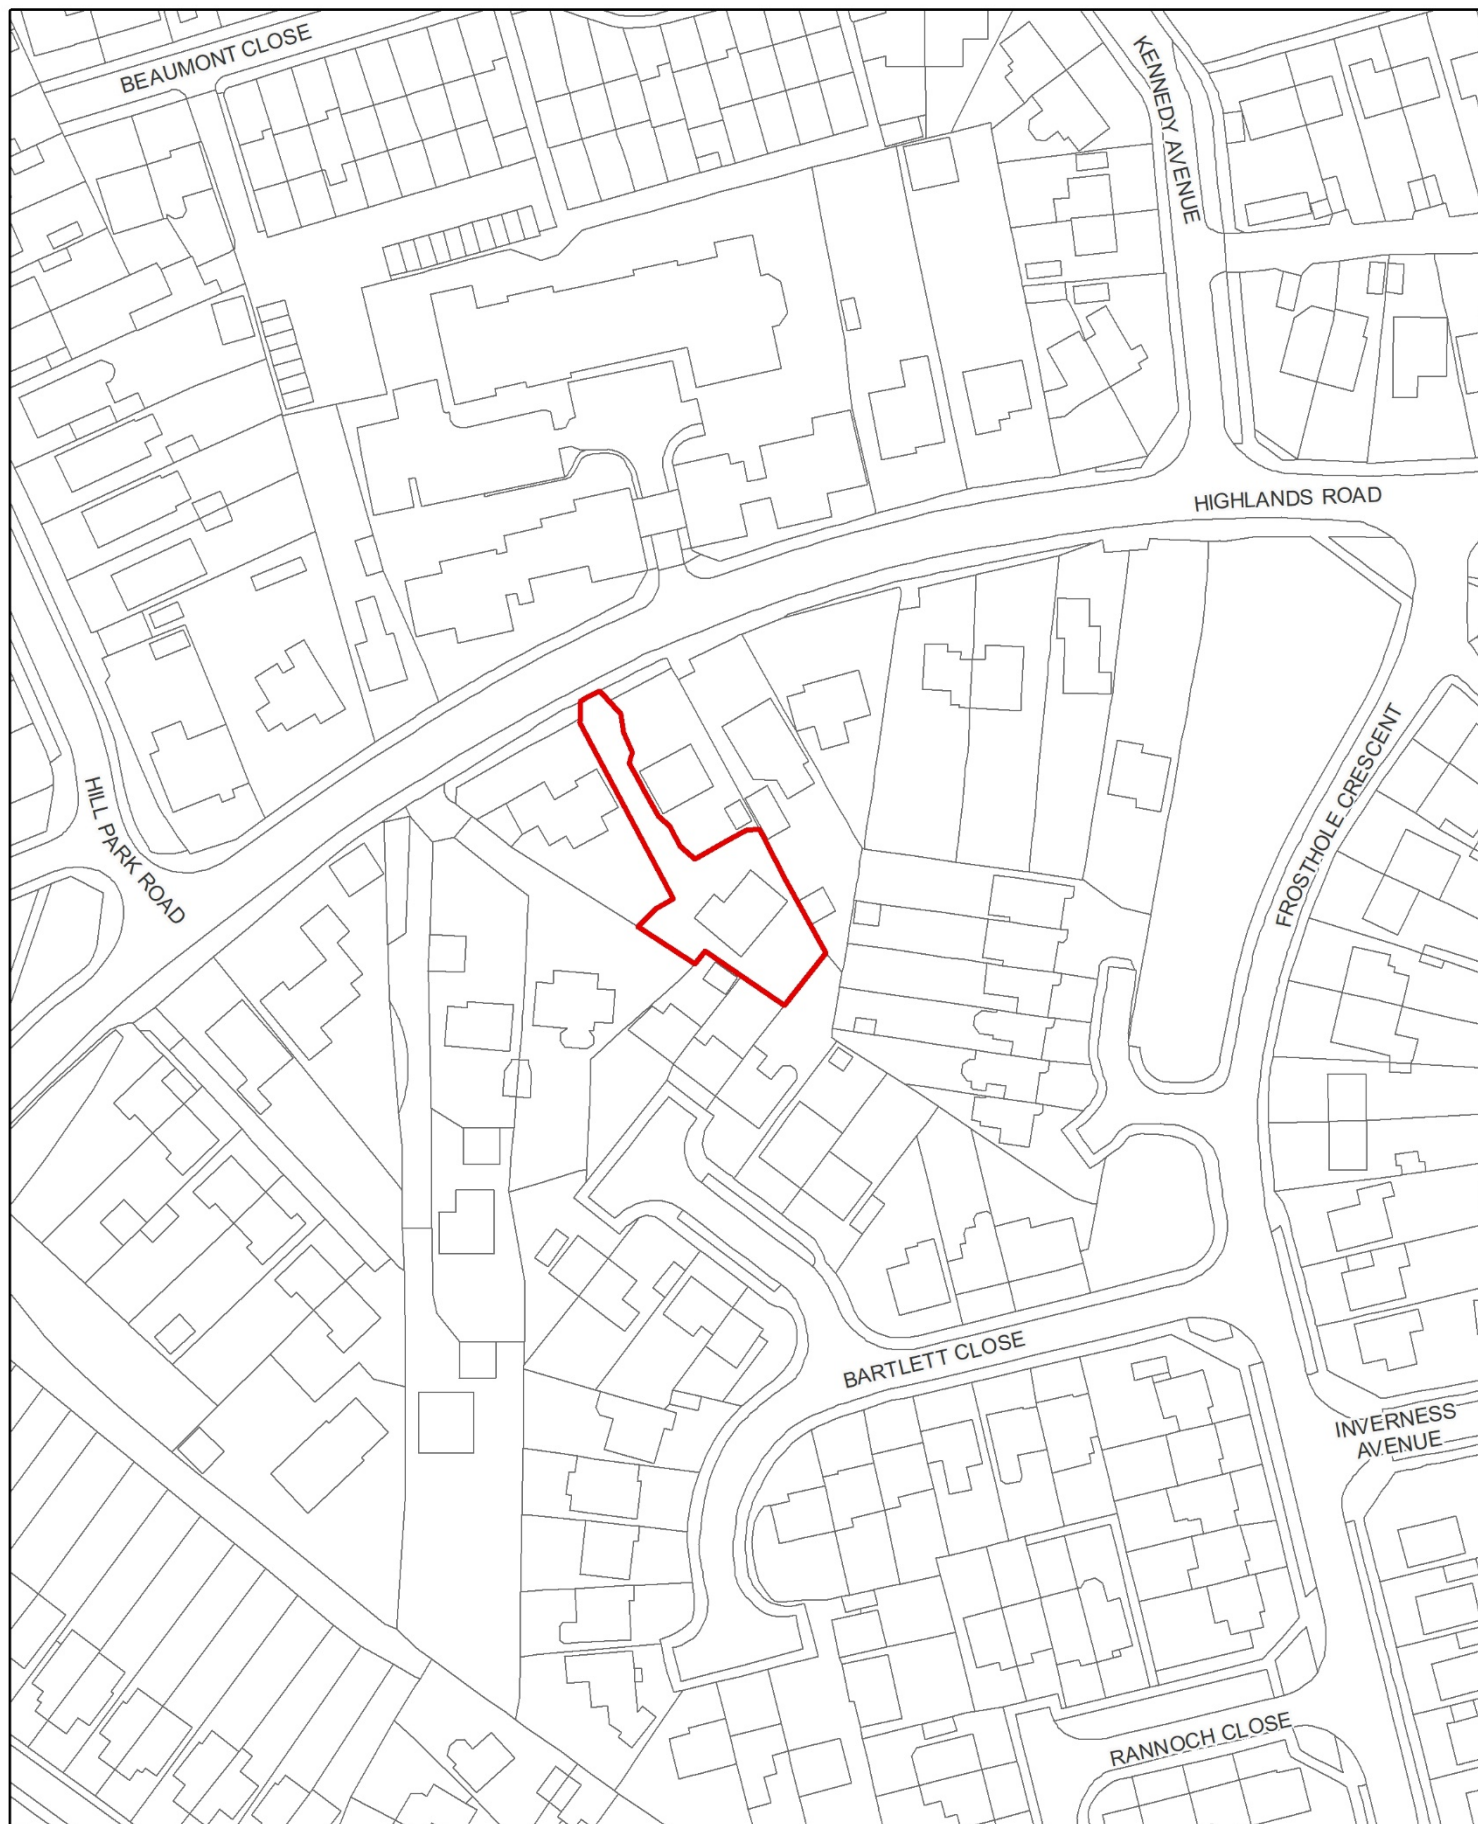 BEAUMONT CLOSE
KENNEDY AVENUE
HIGHLANDS ROAD
HILL PARK ROAD
FROSTHOLE CRESCENT
BARTLETT CLOSE
INVERNESS
AVENUE
RANNOCH CLOSE